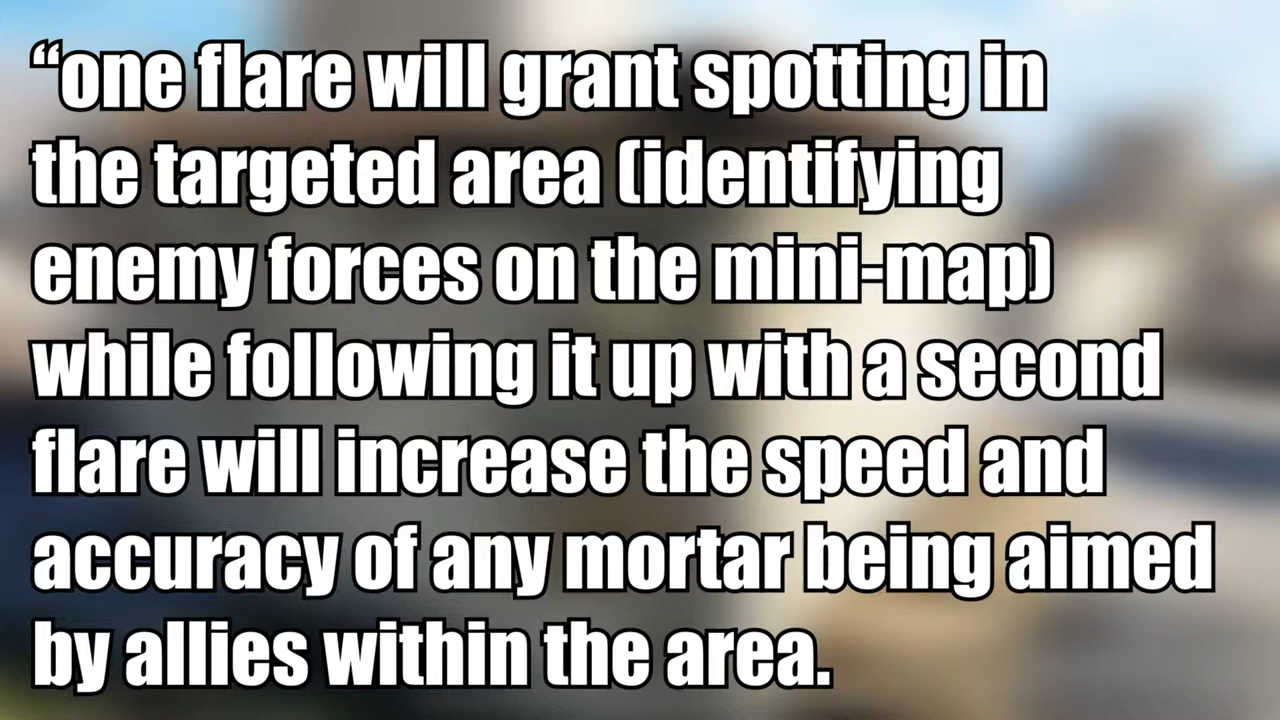 “one flare will grant spotting in
the targeted area (identifying
enemy forces on the mini-map)
while following it up with a second
flare will increase the speed and
accuracy of any mortar being aimed
by allies within the area.